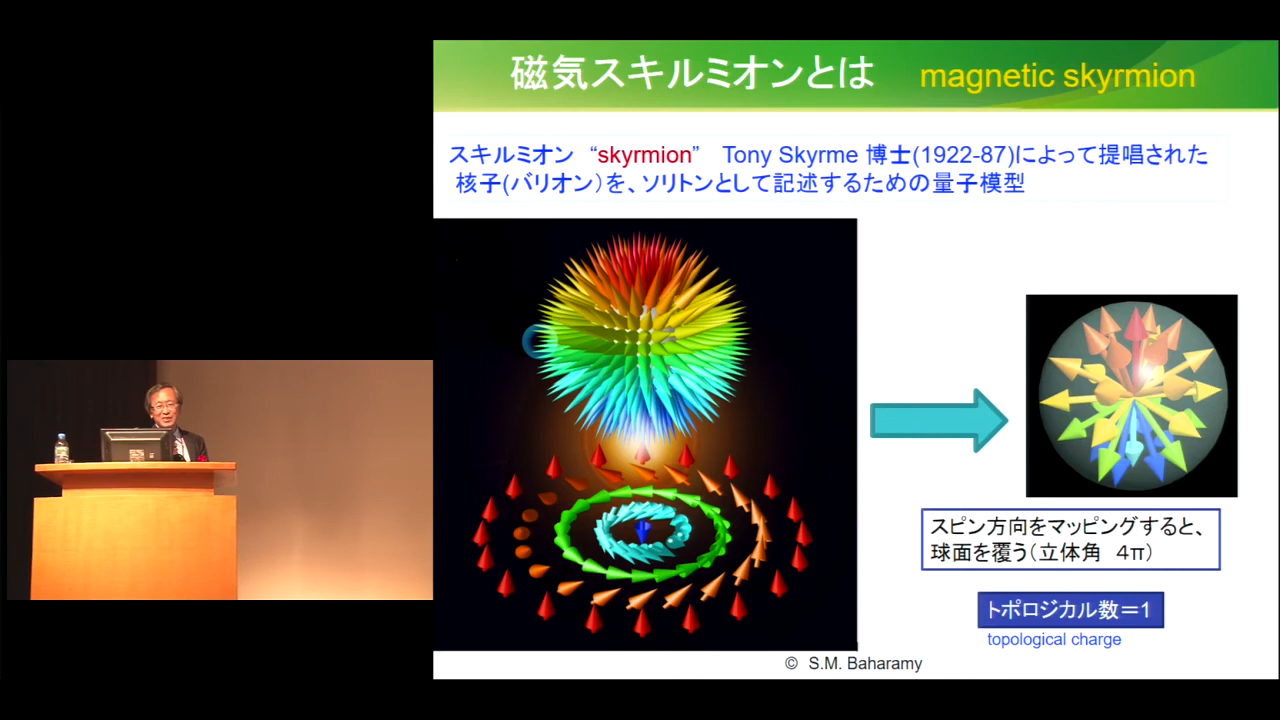 磁気スキルミオンとは magnetic skyrmion
スキルミオン “skyrmion” Tony Skyrme 博士(1922-87)によって提唱された
核子(バリオン)を、ソリトンとして記述するための量子模型
スピン方向をマッピングすると、
球面を覆う(立体角 4π)
トポロジカル数=1
topological charge
© S.M. Baharamy